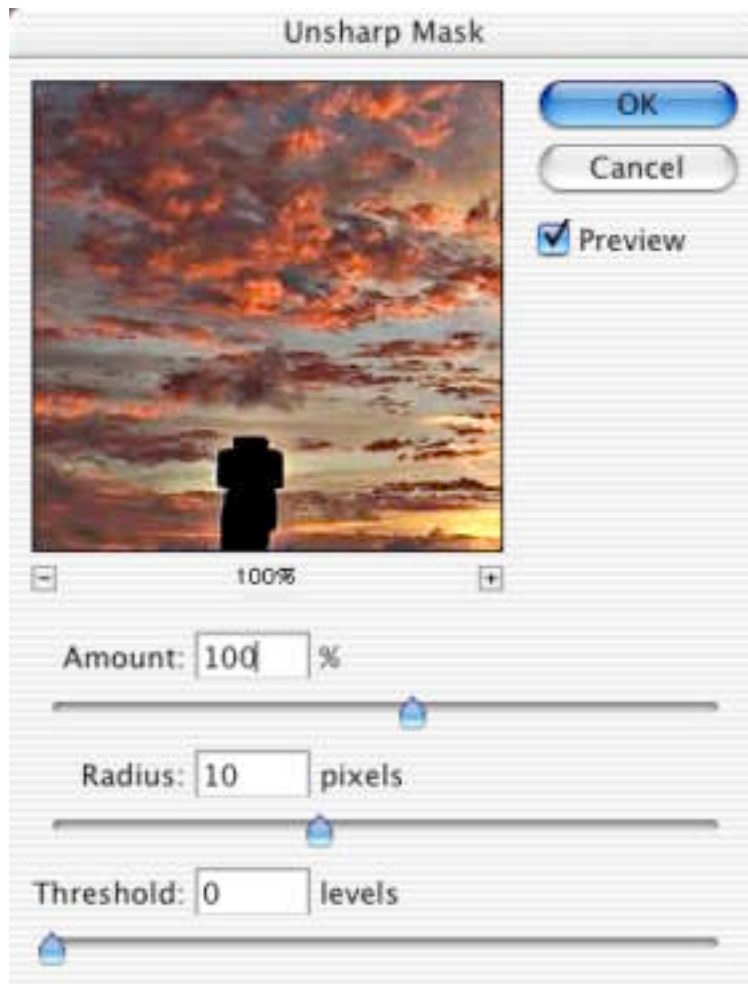 Unsharp Mask
OK
Cancel
Preview
100%
Amount: 100 %
Radius: 10 pixels
Threshold: 0 levels